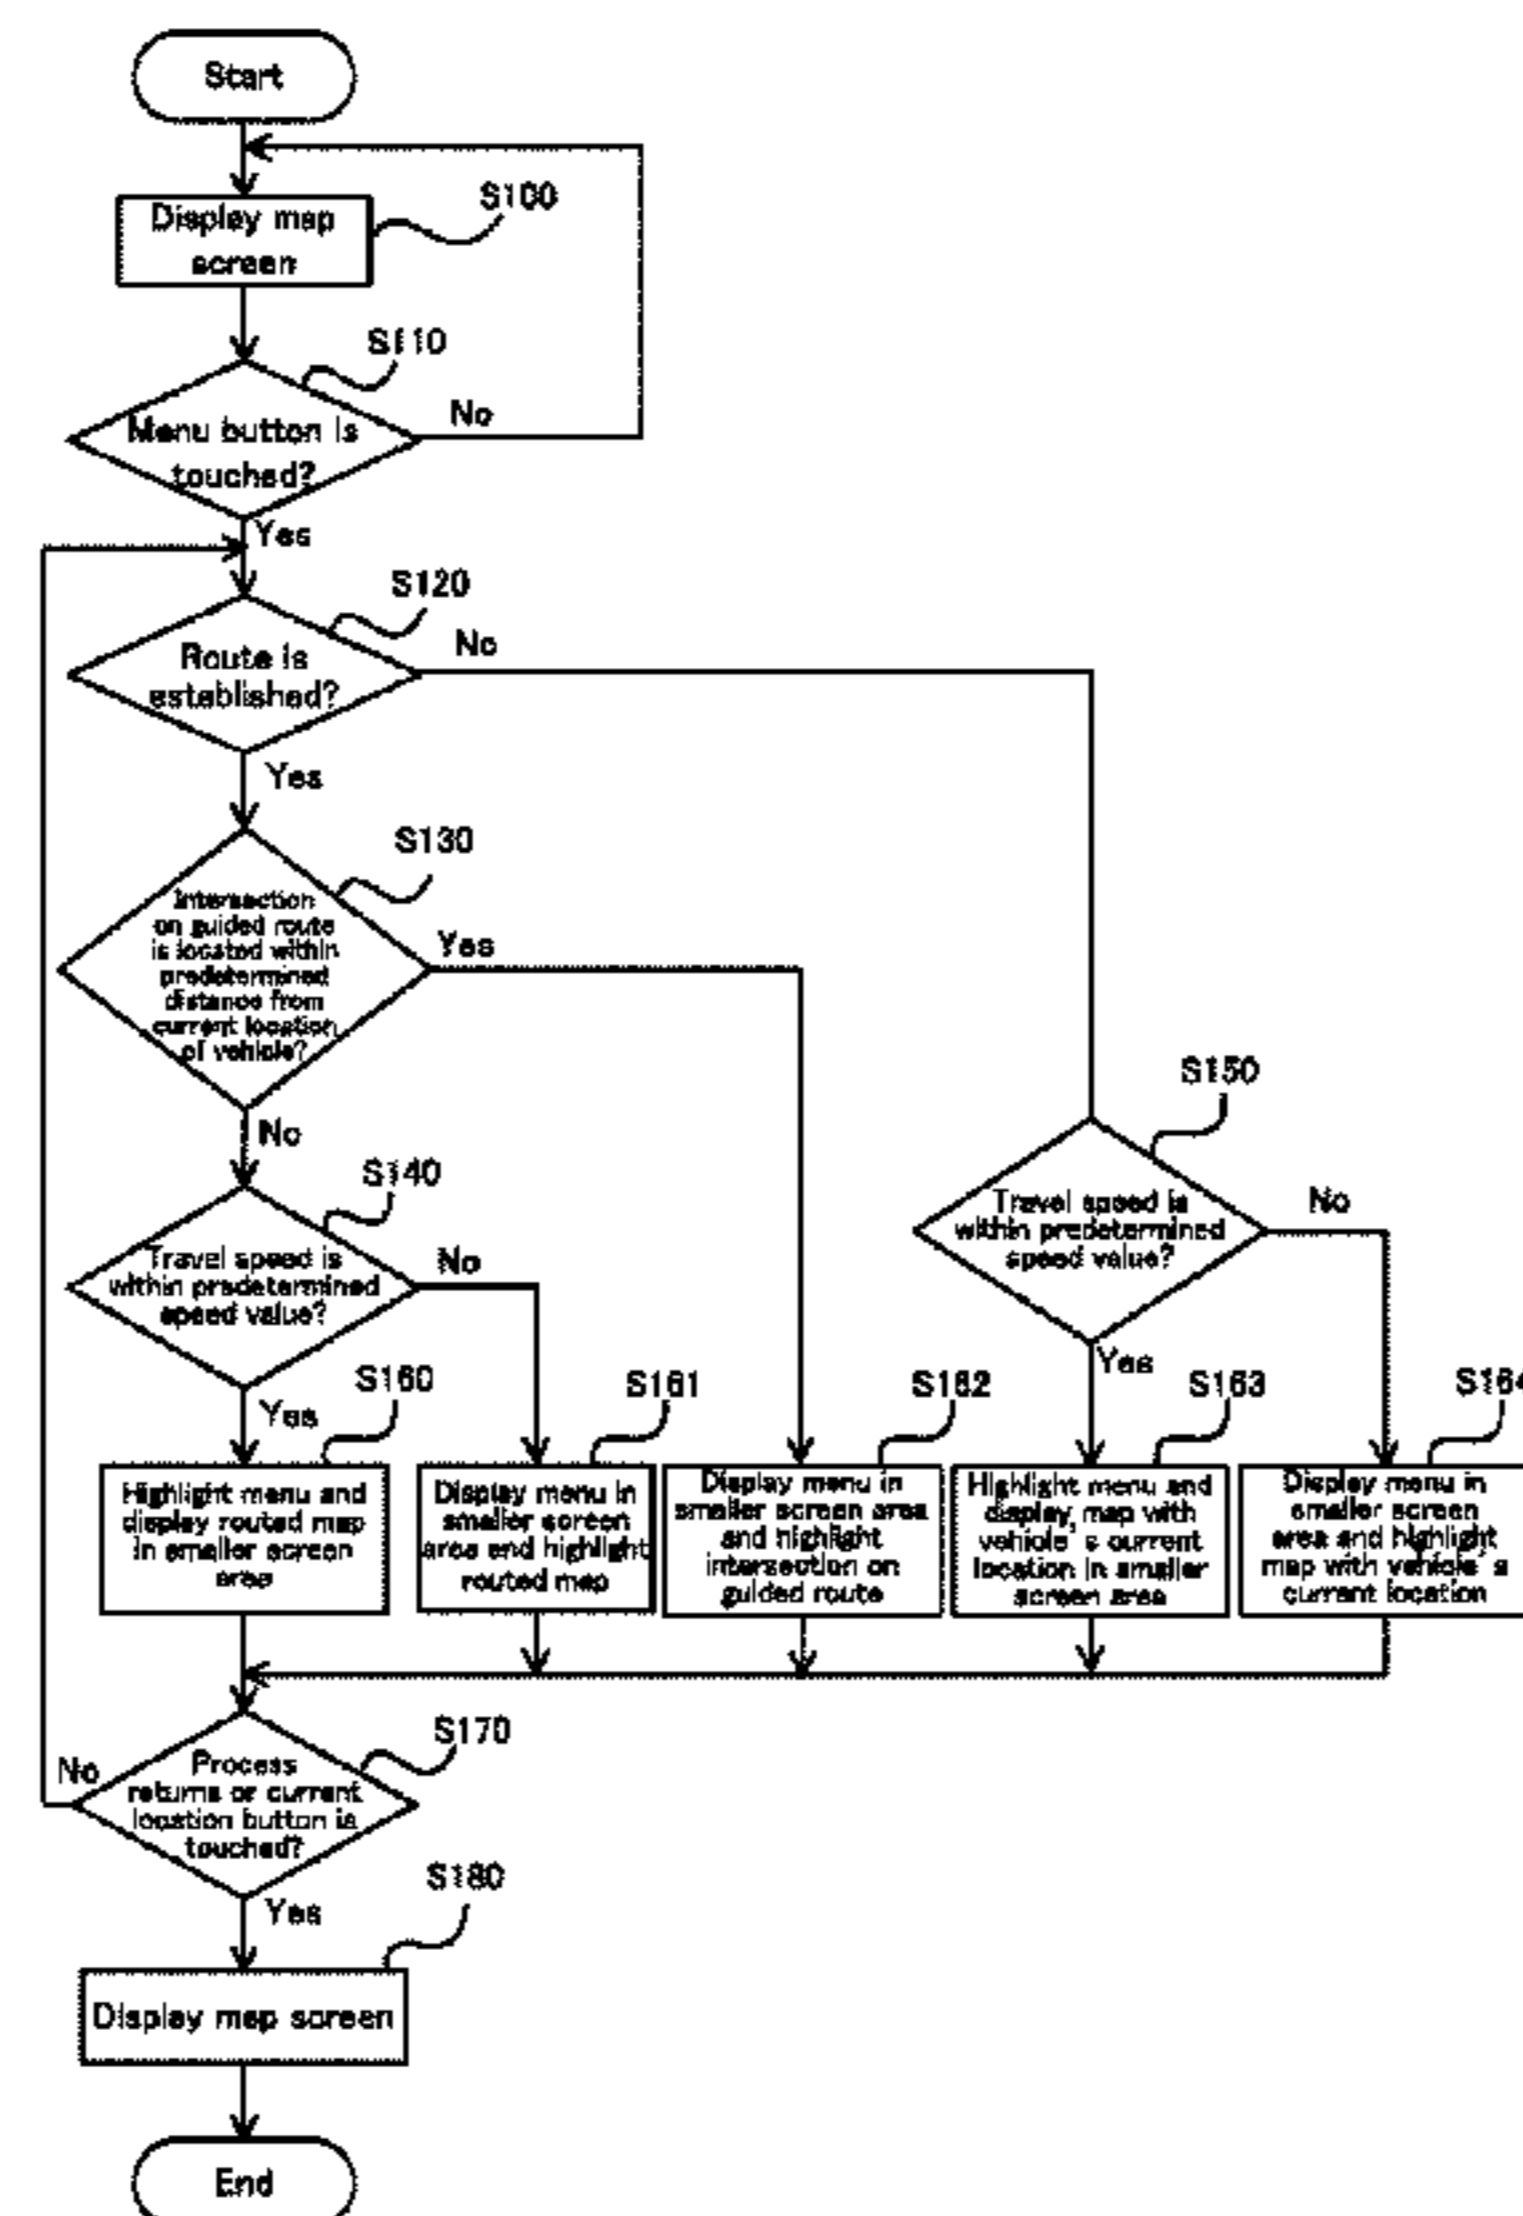 Start
S100
Display map
screen
S110
No
Menu button is
touched?
Yes
S120
No
Route is
established?
Yes
S130
Intersection
on guided route
is located within
predetermined
distance from
current location
of vehicle?
Yes
No
S140
Travel speed is
within predetermined
speed value?
No
Yes
S150
Travel speed is
within predetermined
speed value?
No
Yes
S160
Highlight menu and
display routed map
in smaller screen
area
S161
Display menu in
smaller screen
area and highlight
routed map
S162
Display menu in
smaller screen area
and highlight
intersection on
guided route
S163
Highlight menu and
display map with
vehicle's current
location in smaller
screen area
S164
Display menu in
smaller screen
area and highlight
map with vehicle's
current location
S170
No
Process
returns or current
location button is
touched?
Yes
S180
Display map screen
End